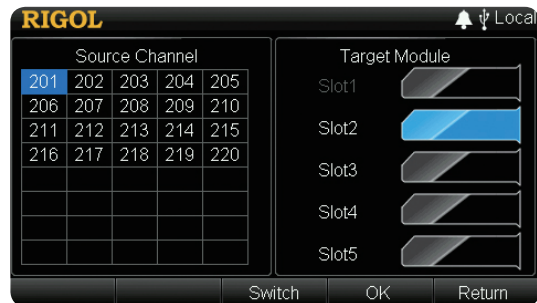 RIGOL Local
Source Channel
201 202 203 204 205
206 207 208 209 210
211 212 213 214 215
216 217 218 219 220
Target Module
Slot1
Slot2
Slot3
Slot4
Slot5
Switch OK Return